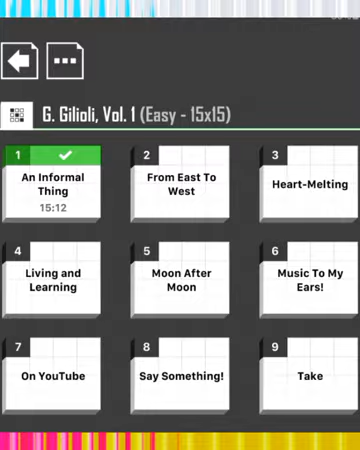 G. Gilioli, Vol. 1 (Easy - 15x15)
1
An Informal
Thing
15:12
2
From East To
West
3
Heart-Melting
4
Living and
Learning
5
Moon After
Moon
6
Music To My
Ears!
7
On YouTube
8
Say Something!
9
Take